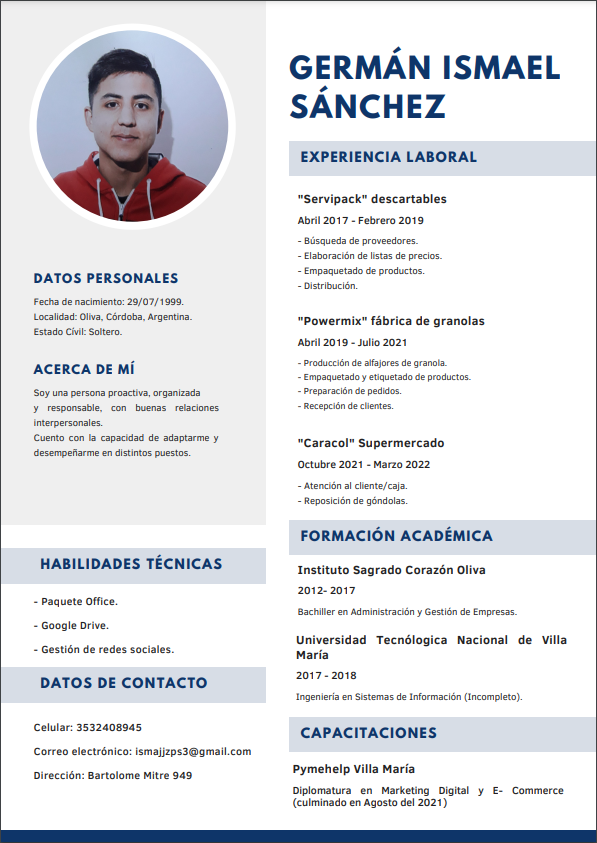 GERMÁN ISMAEL
SÁNCHEZ
DATOS PERSONALES
Fecha de nacimiento: 29/07/1999.
Localidad: Oliva, Córdoba, Argentina.
Estado Cívil: Soltero.
ACERCA DE MÍ
Soy una persona proactiva, organizada
y responsable, con buenas relaciones
interpersonales.
Cuento con la capacidad de adaptarme y
desempeñarme en distintos puestos.
HABILIDADES TÉCNICAS
- Paquete Office.
- Google Drive.
- Gestión de redes sociales.
DATOS DE CONTACTO
Celular: 3532408945
Correo electrónico: ismajjzps3@gmail.com
Dirección: Bartolome Mitre 949
EXPERIENCIA LABORAL
"Servipack" descartables
Abril 2017 - Febrero 2019
- Búsqueda de proveedores.
- Elaboración de listas de precios.
- Empaquetado de productos.
- Distribución.
"Powermix" fábrica de granolas
Abril 2019 - Julio 2021
- Producción de alfajores de granola.
- Empaquetado y etiquetado de productos.
- Preparación de pedidos.
- Recepción de clientes.
"Caracol" Supermercado
Octubre 2021 - Marzo 2022
- Atención al cliente/caja.
- Reposición de góndolas.
FORMACIÓN ACADÉMICA
Instituto Sagrado Corazón Oliva
2012- 2017
Bachiller en Administración y Gestión de Empresas.
Universidad Tecnólogica Nacional de Villa
María
2017 - 2018
Ingeniería en Sistemas de Información (Incompleto).
CAPACITACIONES
Pymehelp Villa María
Diplomatura en Marketing Digital y E- Commerce
(culminado en Agosto del 2021)